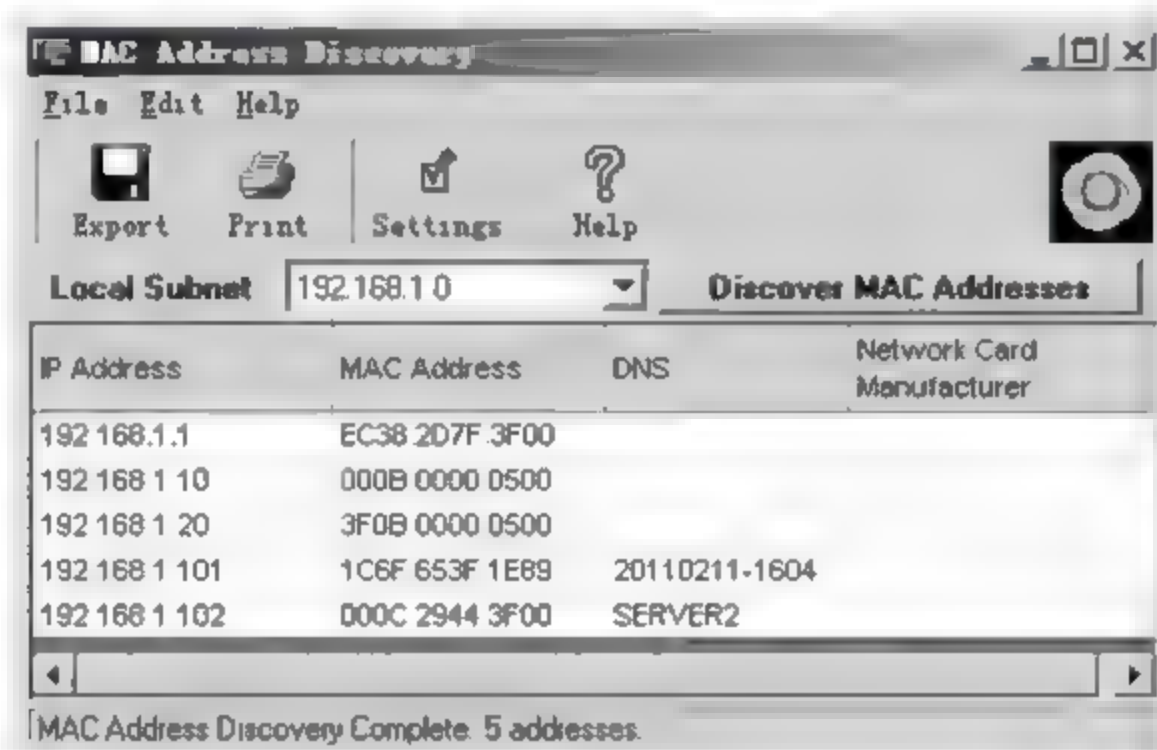 MAC Address Discovery
File Edit Help
Export Print Settings Help
Local Subnet 192.168.1.0 Discover MAC Addresses
IP Address MAC Address DNS Network Card Manufacturer
192.168.1.1 EC38.2D7F.3F00
192.168.1.10 000B.0000.0500
192.168.1.20 3F0B.0000.0500
192.168.1.101 1C6F.653F.1E89 20110211-1604
192.168.1.102 000C.2944.3F00 SERVER2
MAC Address Discovery Complete. 5 addresses.